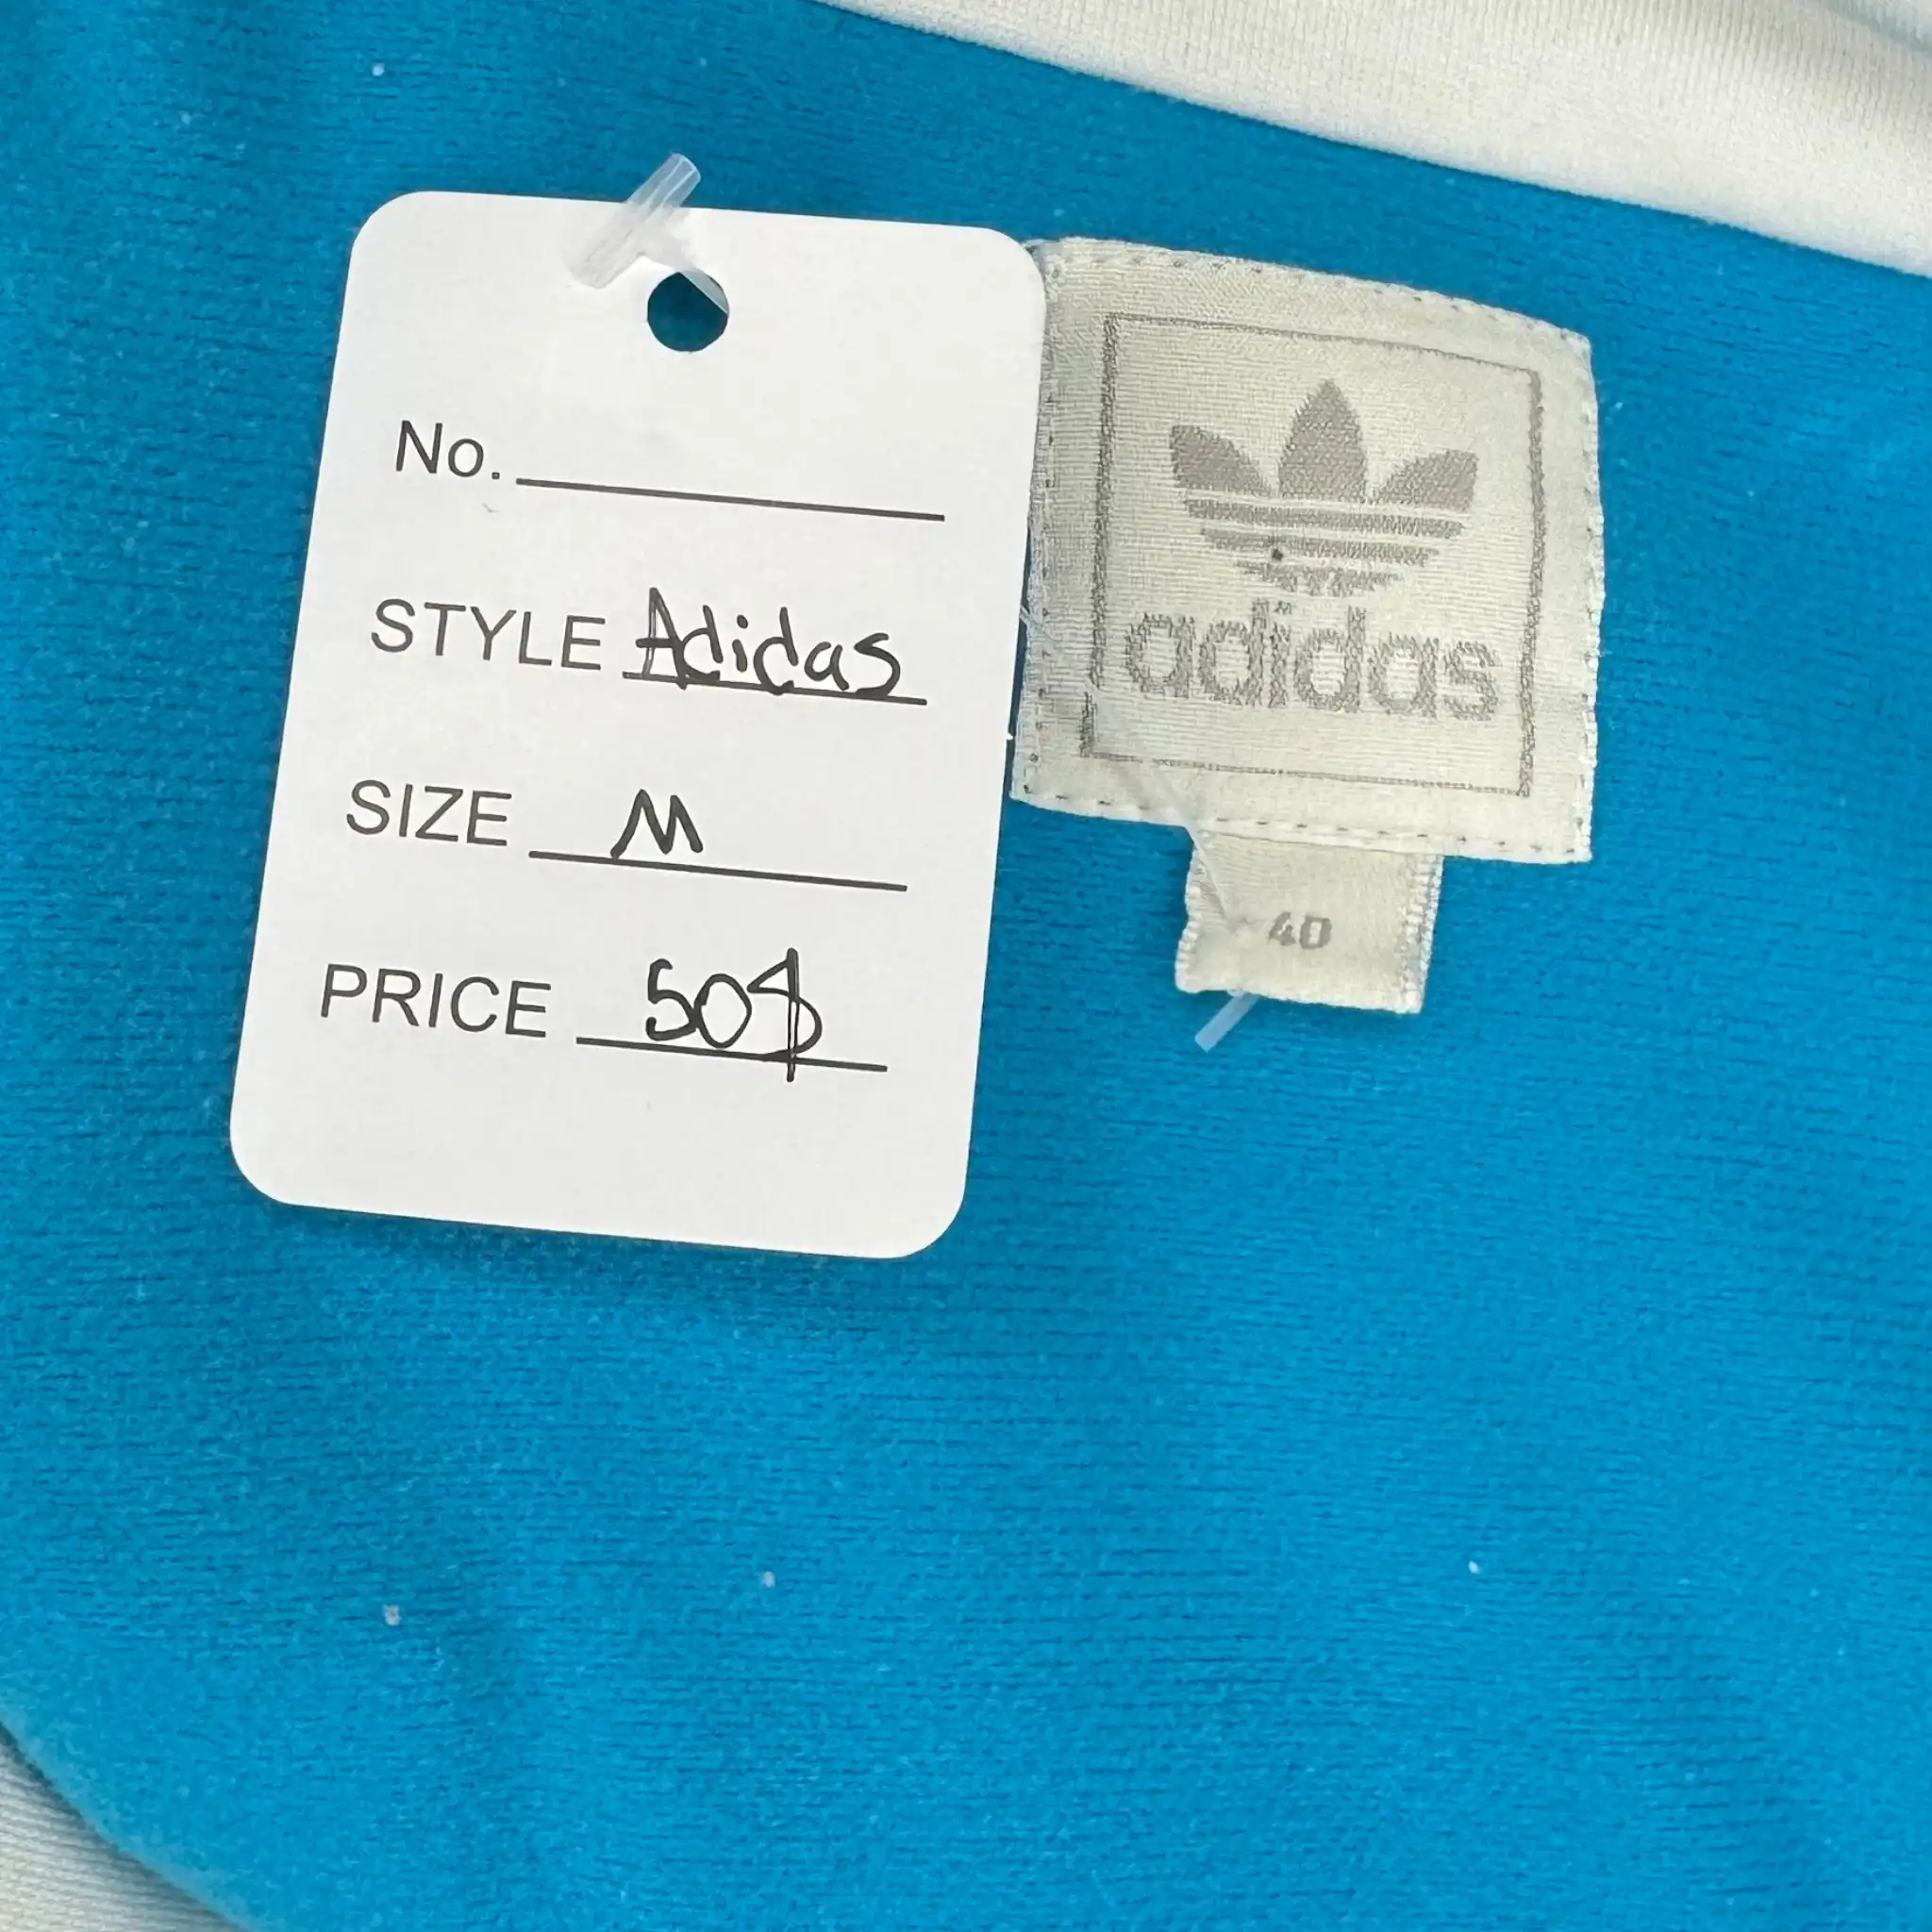 No.
STYLE Adidas
SIZE M
PRICE 50$
adidas
40